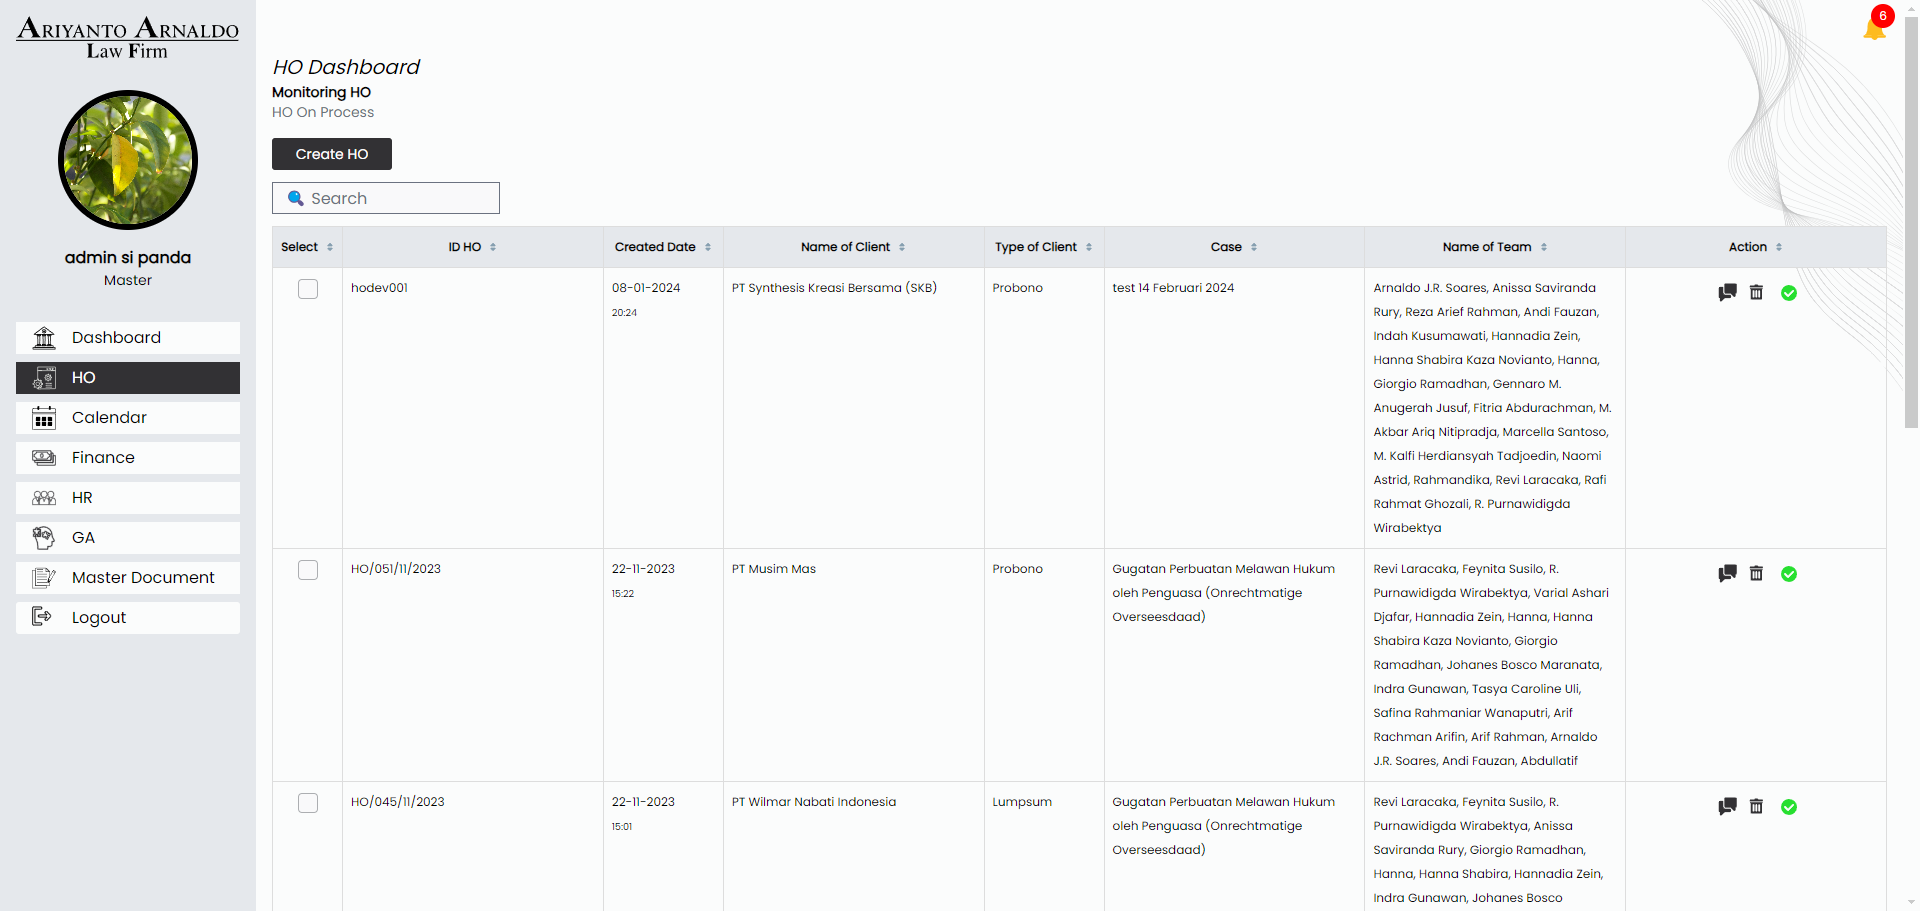 ARIYANTO ARNALDO
Law Firm
admin si panda
Master
Dashboard
HO
Calendar
Finance
HR
GA
Master Document
Logout
6
HO Dashboard
Monitoring HO
HO On Process
Create HO
Search
Select ID HO Created Date Name of Client Type of Client Case Name of Team Action
hodev001 08-01-2024 PT Synthesis Kreasi Bersama (SKB) Probono test 14 Februari 2024 Arnaldo J.R. Soares, Anissa Saviranda
20:24 Rury, Reza Arief Rahman, Andi Fauzan,
Indah Kusumawati, Hannadia Zein,
Hanna Shabira Kaza Novianto, Hanna,
Giorgio Ramadhan, Gennaro M.
Anugerah Jusuf, Fitria Abdurachman, M.
Akbar Ariq Nitipradja, Marcella Santoso,
M. Kalfi Herdiansyah Tadjoedin, Naomi
Astrid, Rahmandika, Revi Laracaka, Rafi
Rahmat Ghozali, R. Purnawidigda
Wirabektya
HO/051/11/2023 22-11-2023 PT Musim Mas Probono Gugatan Perbuatan Melawan Hukum Revi Laracaka, Feynita Susilo, R.
15:22 oleh Penguasa (Onrechtmatige Purnawidigda Wirabektya, Varial Ashari
Overseesdaad) Djafar, Hannadia Zein, Hanna, Hanna
Shabira Kaza Novianto, Giorgio
Ramadhan, Johanes Bosco Maranata,
Indra Gunawan, Tasya Caroline Uli,
Safina Rahmaniar Wanaputri, Arif
Rachman Arifin, Arif Rahman, Arnaldo
J.R. Soares, Andi Fauzan, Abdullatif
HO/045/11/2023 22-11-2023 PT Wilmar Nabati Indonesia Lumpsum Gugatan Perbuatan Melawan Hukum Revi Laracaka, Feynita Susilo, R.
15:01 oleh Penguasa (Onrechtmatige Purnawidigda Wirabektya, Anissa
Overseesdaad) Saviranda Rury, Giorgio Ramadhan,
Hanna, Hanna Shabira, Hannadia Zein,
Indra Gunawan, Johanes Bosco